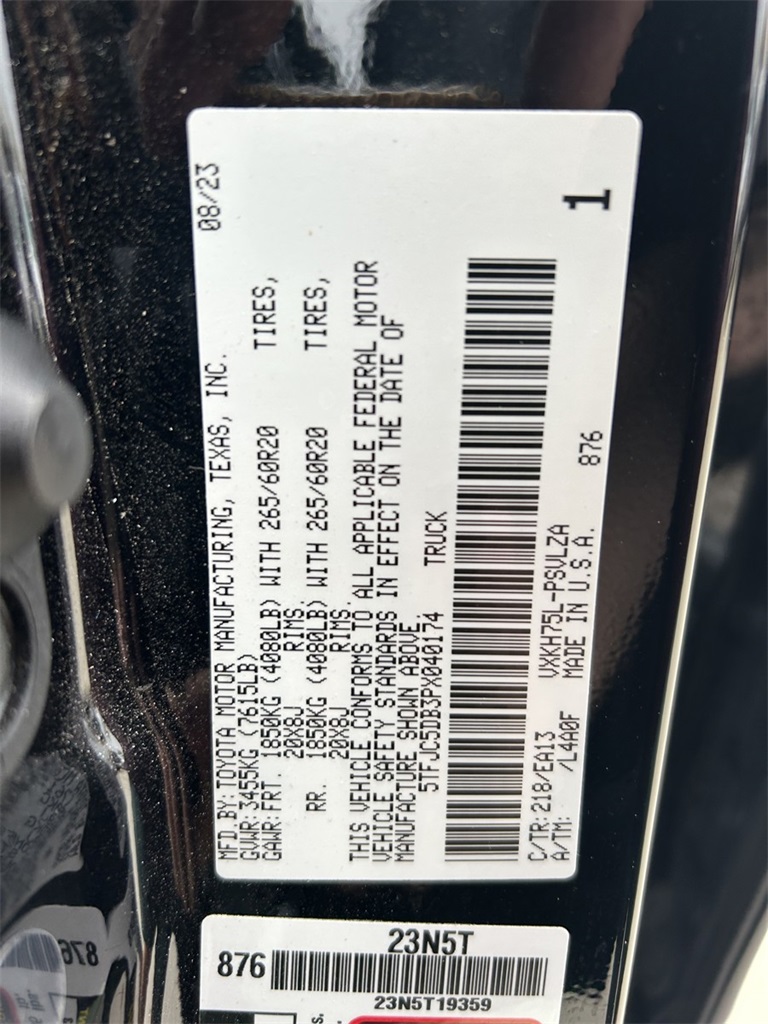 08/23
MFD.BY:TOYOTA MOTOR MANUFACTURING, TEXAS, INC.
GVWR:3455KG (7615LB)
GAWR:FRT. 1850KG (4080LB) WITH 265/60R20 TIRES,
20X8J RIMS.
RR. 1850KG (4080LB) WITH 265/60R20 TIRES,
20X8J RIMS.
THIS VEHICLE CONFORMS TO ALL APPLICABLE FEDERAL MOTOR
VEHICLE SAFETY STANDARDS IN EFFECT ON THE DATE OF
MANUFACTURE SHOWN ABOVE.
5TFJC5DB3PX040174 TRUCK
C/TR:218/EA13 VXKH75L-PSVLZA 876
A/TM: /L4A0F MADE IN U.S.A.
1
23N5T
876
23N5T19359
876